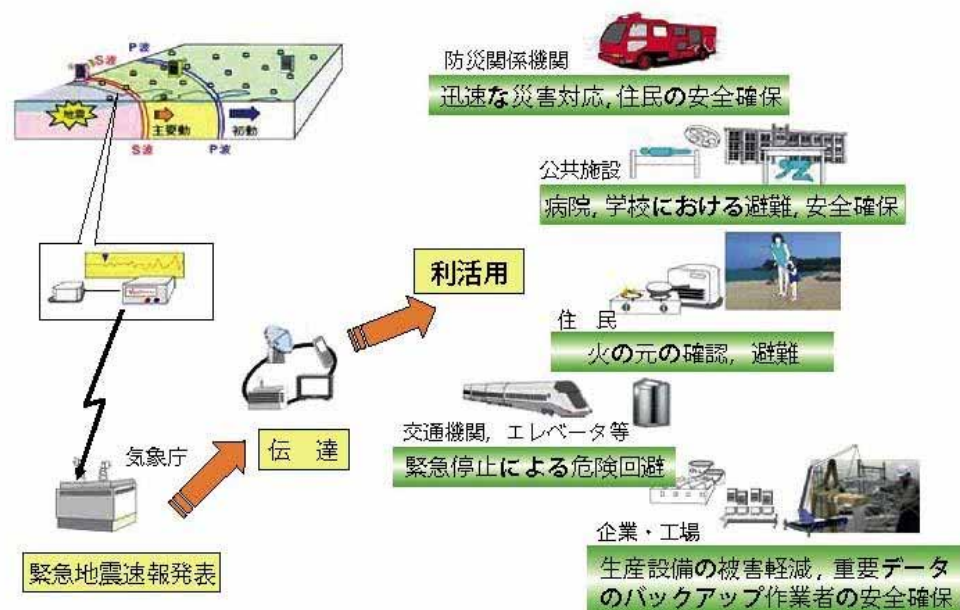 P波
S波
地震
主要動
初動
S波
P波
防災関係機関
迅速な災害対応，住民の安全確保
公共施設
病院，学校における避難，安全確保
利活用
住　民
火の元の確認，避難
伝　達
交通機関，エレベータ等
緊急停止による危険回避
気象庁
緊急地震速報発表
企業・工場
生産設備の被害軽減，重要データ
のバックアップ作業者の安全確保